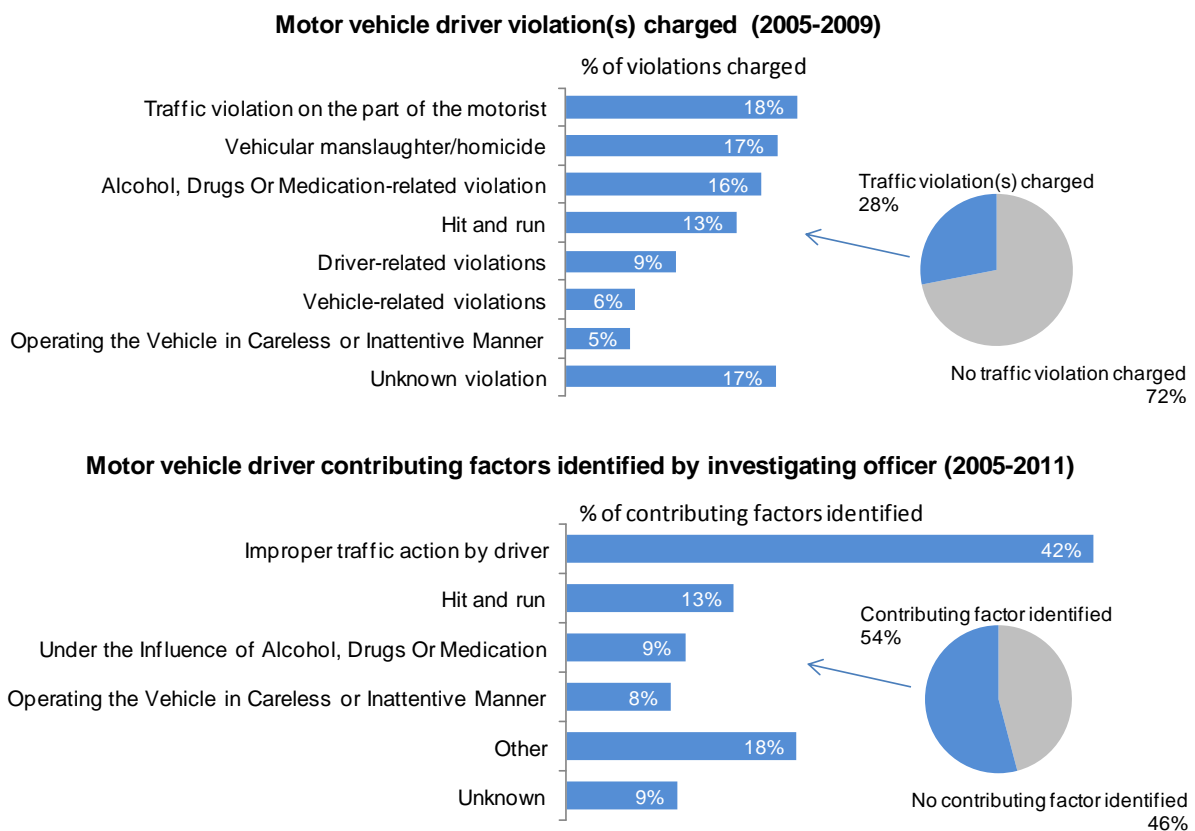 Motor vehicle driver violation(s) charged (2005-2009)
% of violations charged
Traffic violation on the part of the motorist 18%
Vehicular manslaughter/homicide 17%
Alcohol, Drugs Or Medication-related violation 16%
Hit and run 13%
Driver-related violations 9%
Vehicle-related violations 6%
Operating the Vehicle in Careless or Inattentive Manner 5%
Unknown violation 17%
Traffic violation(s) charged
28%
No traffic violation charged
72%
Motor vehicle driver contributing factors identified by investigating officer (2005-2011)
% of contributing factors identified
Improper traffic action by driver 42%
Hit and run 13%
Under the Influence of Alcohol, Drugs Or Medication 9%
Operating the Vehicle in Careless or Inattentive Manner 8%
Other 18%
Unknown 9%
Contributing factor identified
54%
No contributing factor identified
46%